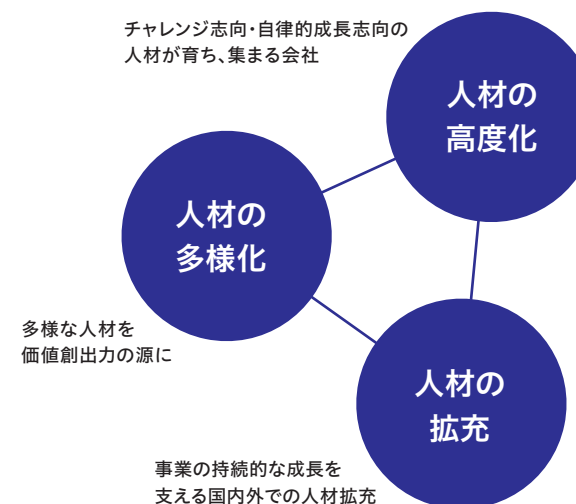 チャレンジ志向・自律的成長志向の
人材が育ち、集まる会社
人材の
高度化
人材の
多様化
多様な人材を
価値創出力の源に
人材の
拡充
事業の持続的な成長を
支える国内外での人材拡充